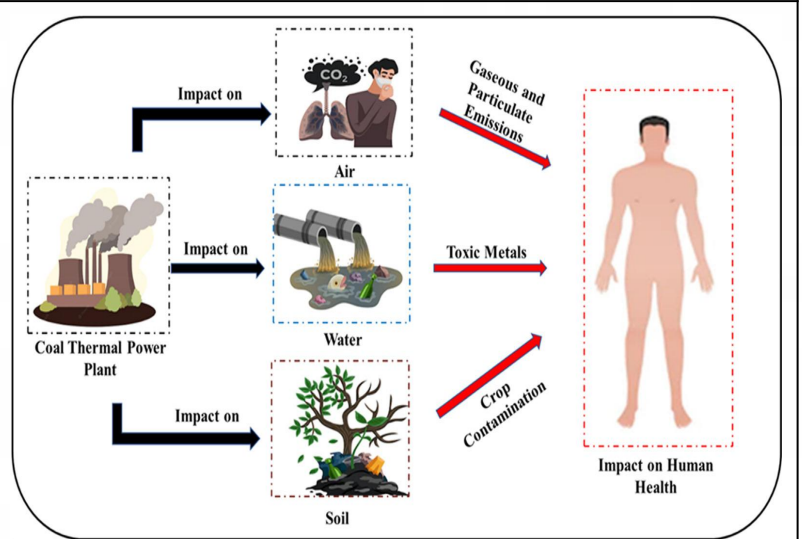 Impact on
CO₂
Air
Gaseous and
Particulate
Emissions
Coal Thermal Power
Plant
Impact on
Water
Toxic Metals
Impact on
Soil
Crop
Contamination
Impact on Human
Health